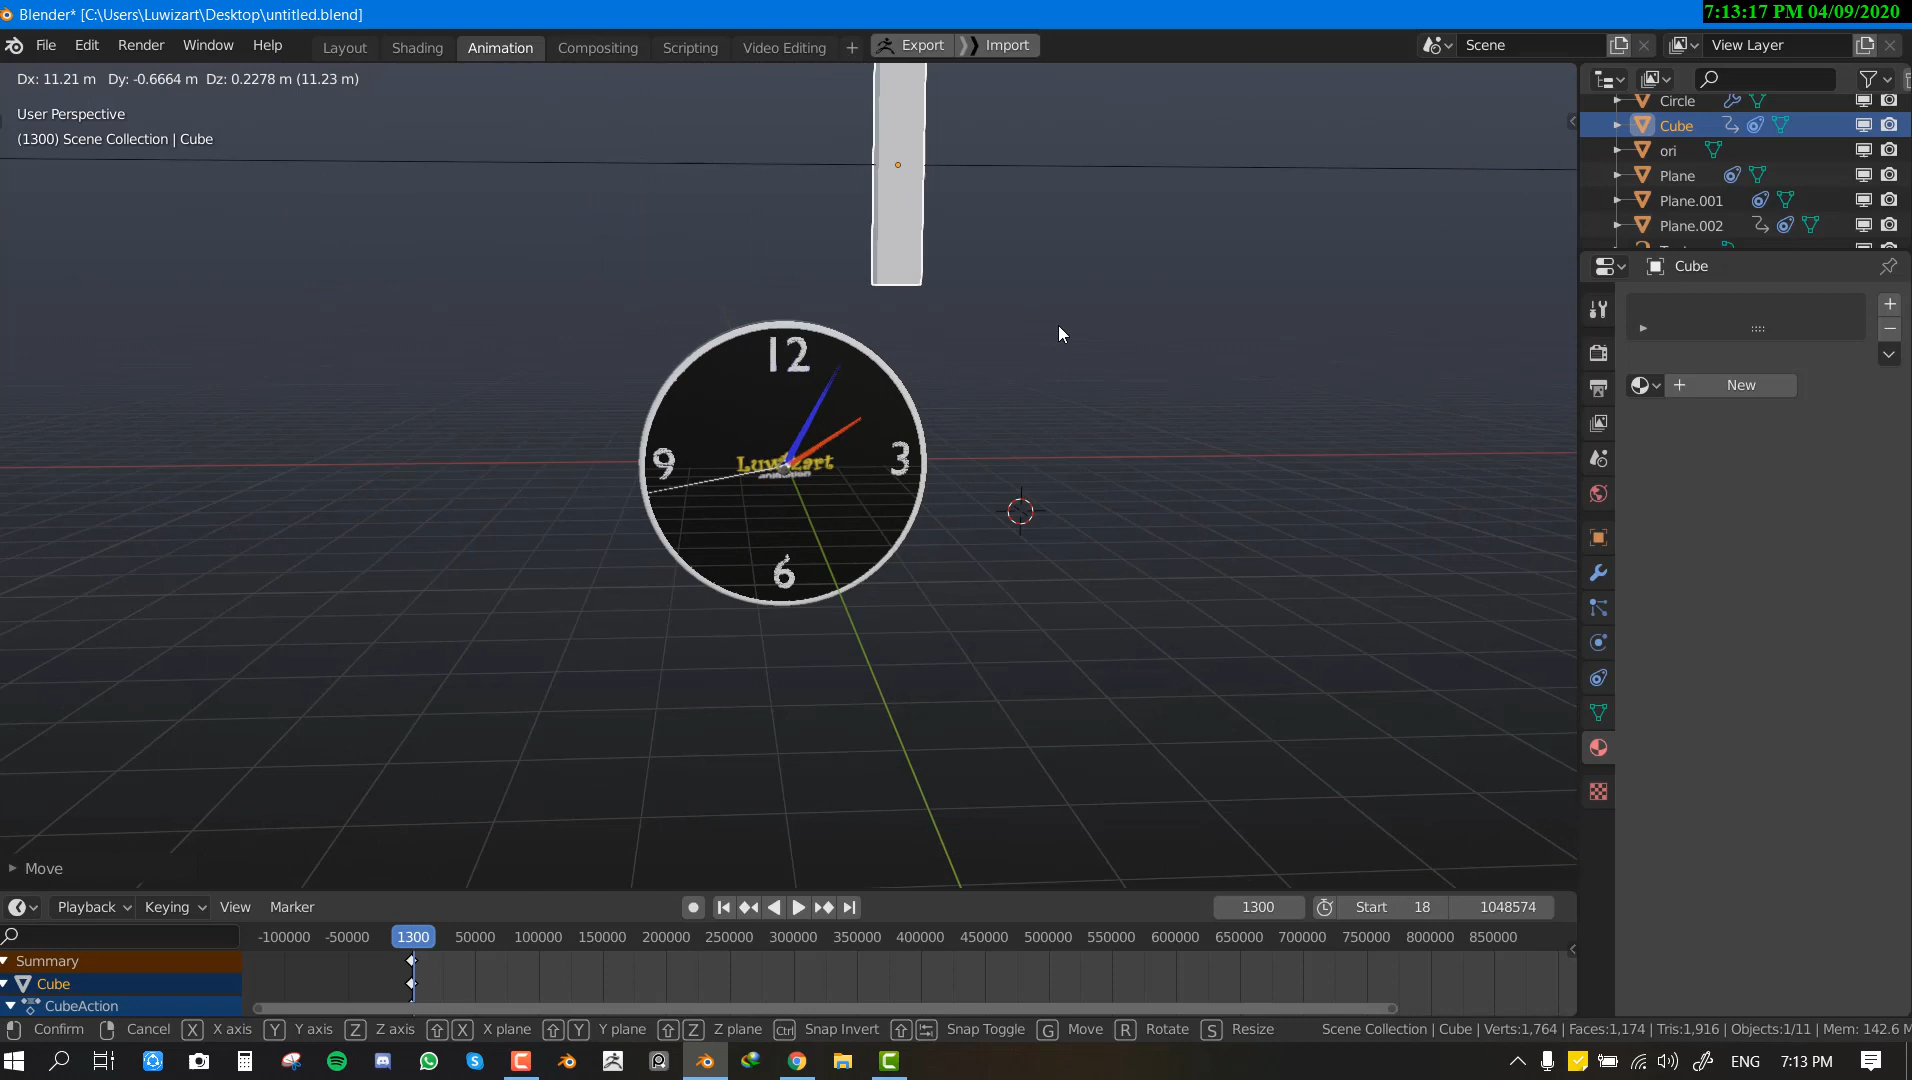 Blender* [C:\Users\Luwizart\Desktop\untitled.blend]
7:13:17 PM 04/09/2020
File Edit Render Window Help Layout Shading Animation Compositing Scripting Video Editing + Export Import Scene View Layer
Dx: 11.21 m Dy: -0.6664 m Dz: 0.2278 m (11.23 m)
User Perspective
(1300) Scene Collection | Cube
Circle
Cube
ori
Plane
Plane.001
Plane.002
Cube
New
12
3
6
9
Luwizart
animation
Move
Playback Keying View Marker 1300 Start 18 1048574
-100000 -50000 1300 50000 100000 150000 200000 250000 300000 350000 400000 450000 500000 550000 600000 650000 700000 750000 800000 850000
Summary
Cube
CubeAction
Confirm Cancel X X axis Y Y axis Z Z axis X X plane Y Y plane Z Z plane Ctrl Snap Invert Snap Toggle G Move R Rotate S Resize Scene Collection | Cube | Verts:1,764 | Faces:1,174 | Tris:1,916 | Objects:1/11 | Mem: 142.6 M
ENG 7:13 PM